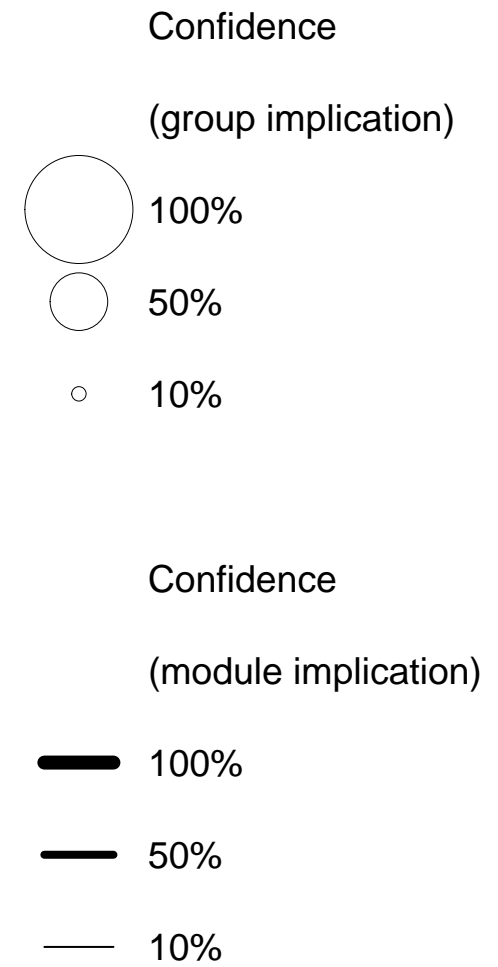 Confidence
(group implication)
100%
50%
10%
Confidence
(module implication)
100%
50%
10%